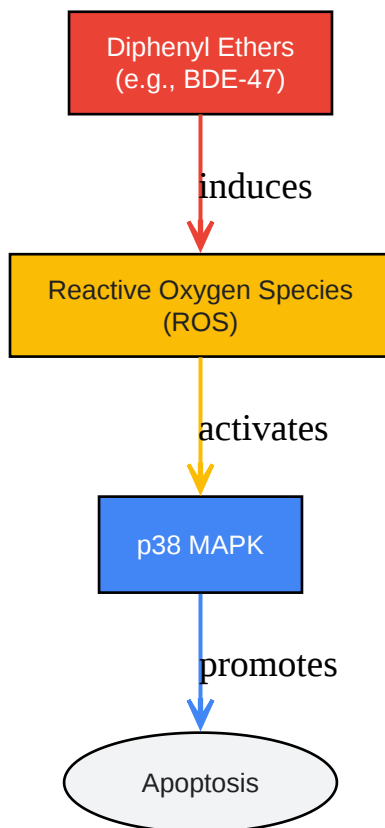 Diphenyl Ethers
(e.g., BDE-47)
induces
Reactive Oxygen Species
(ROS)
activates
p38 MAPK
promotes
Apoptosis